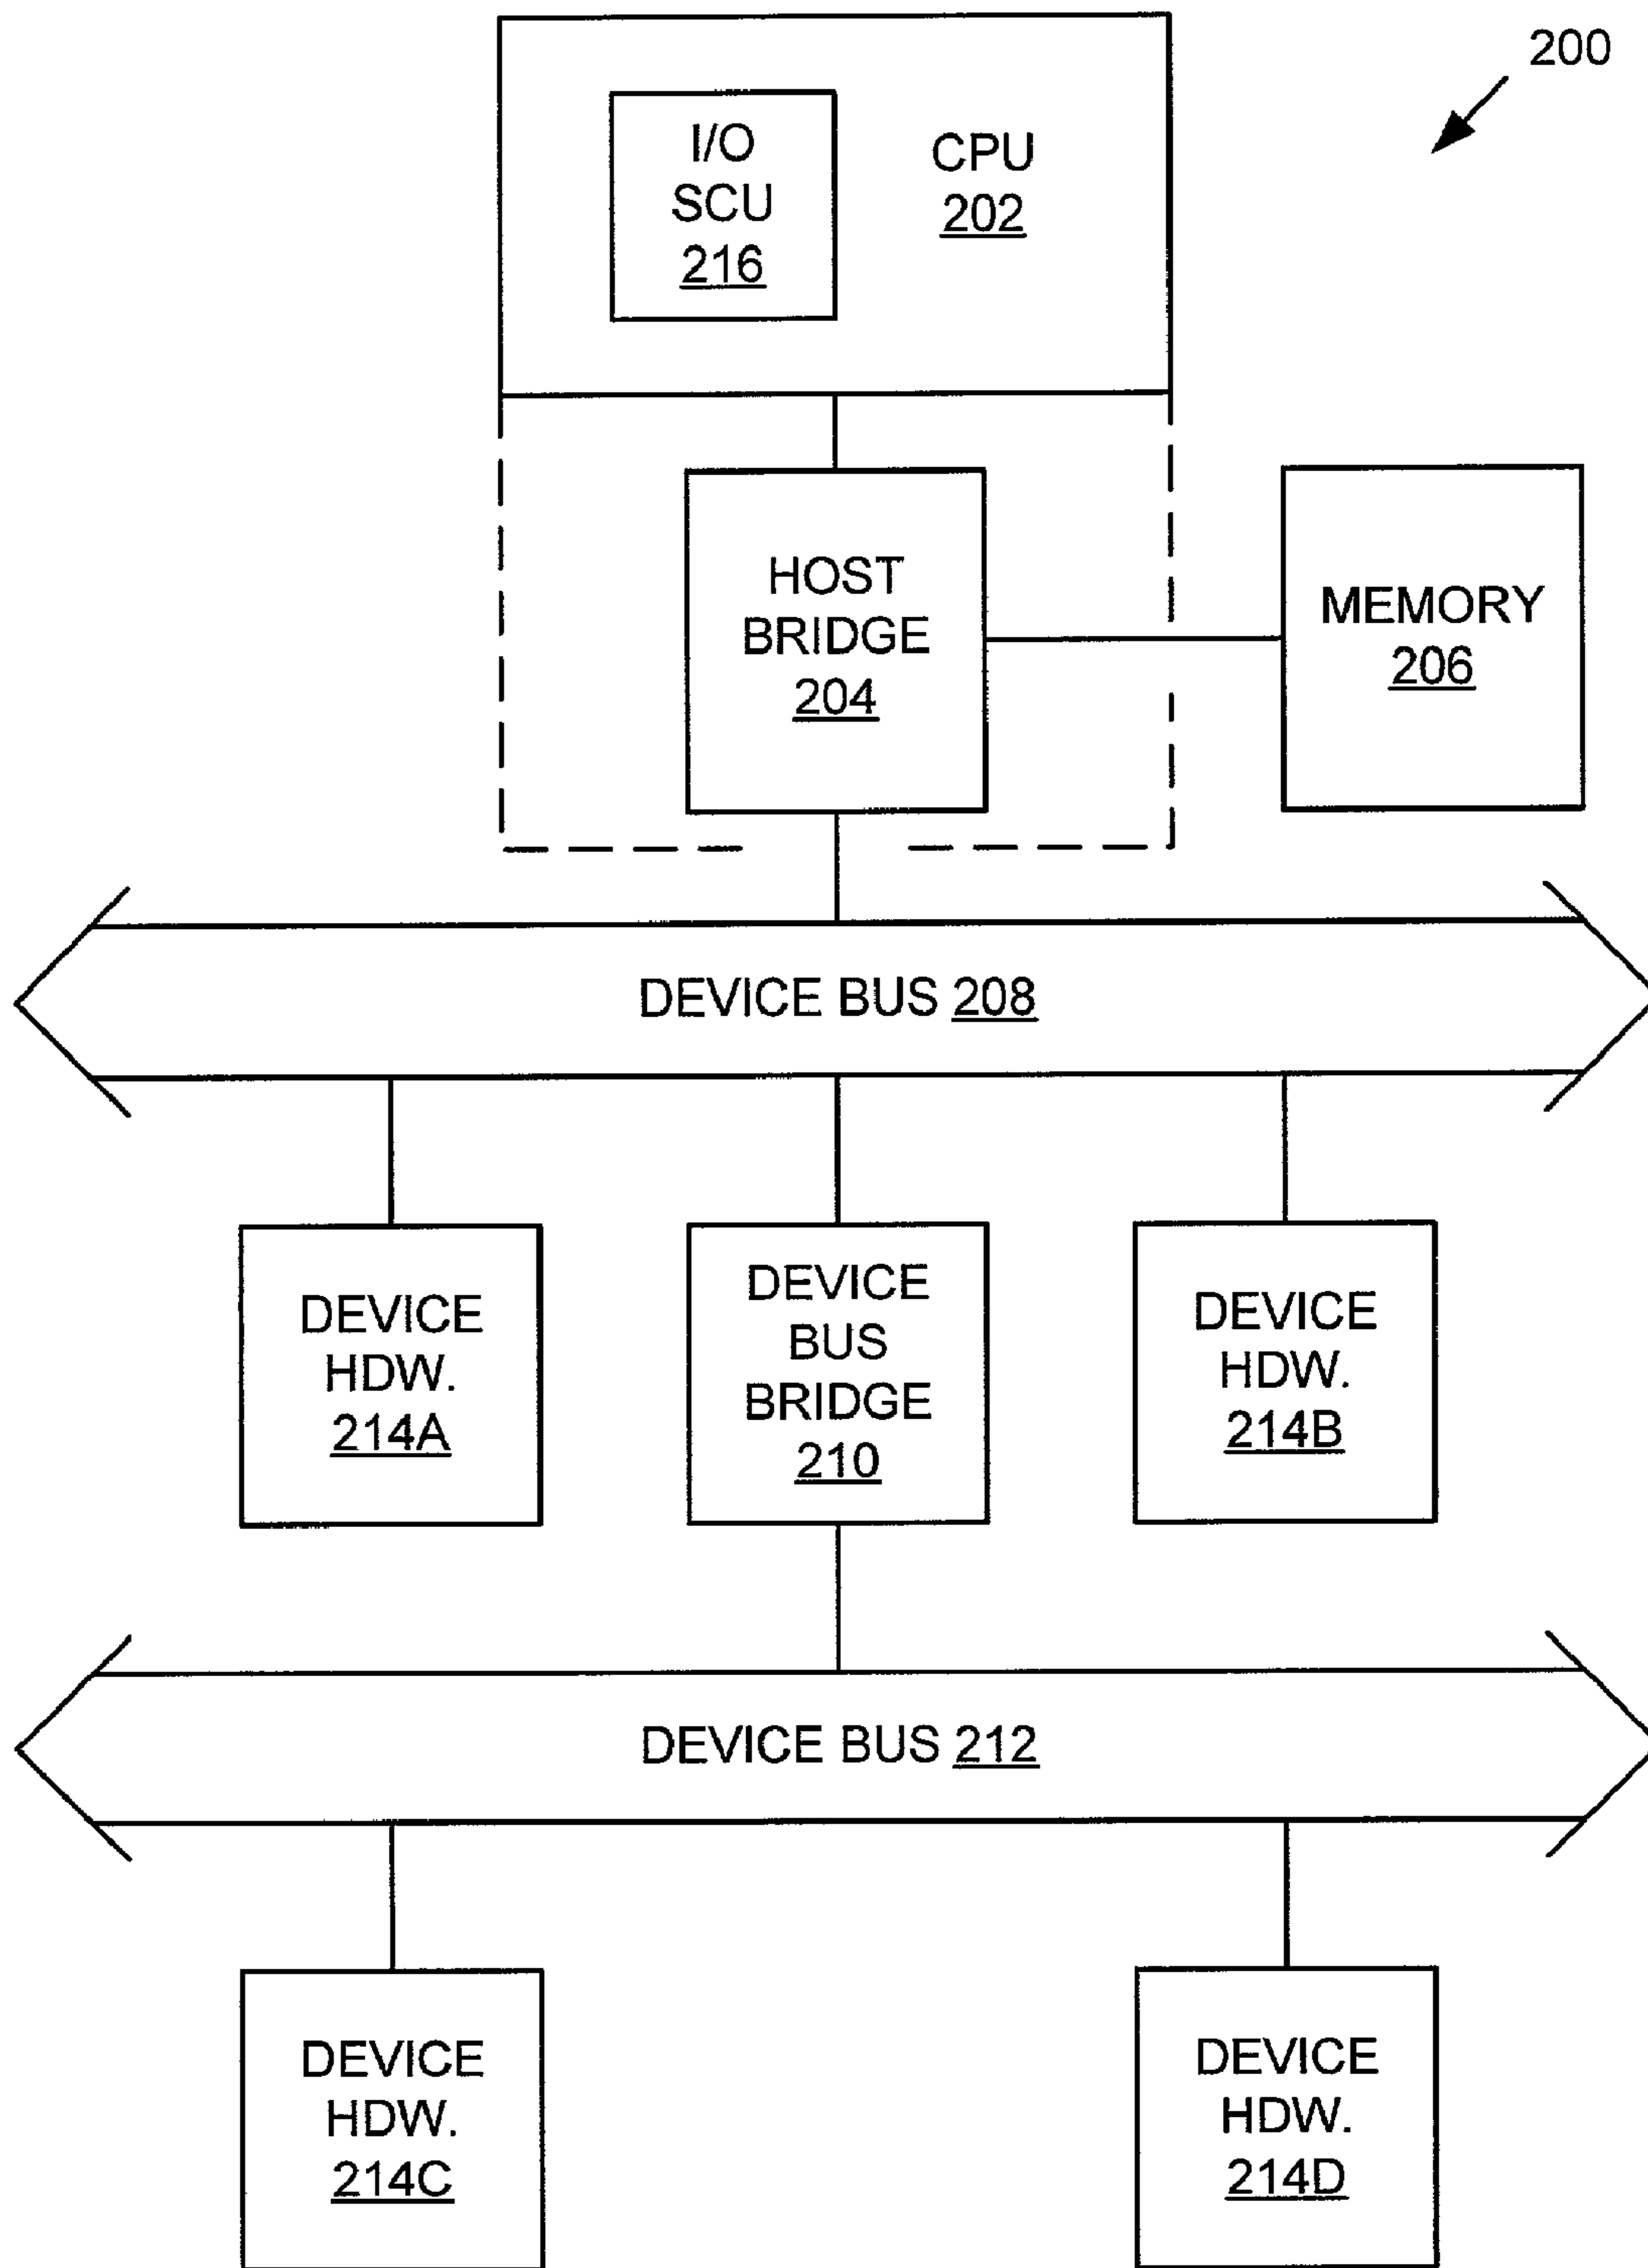 200
I/O
SCU
216
CPU
202
HOST
BRIDGE
204
MEMORY
206
DEVICE BUS 208
DEVICE
HDW.
214A
DEVICE
BUS
BRIDGE
210
DEVICE
HDW.
214B
DEVICE BUS 212
DEVICE
HDW.
214C
DEVICE
HDW.
214D